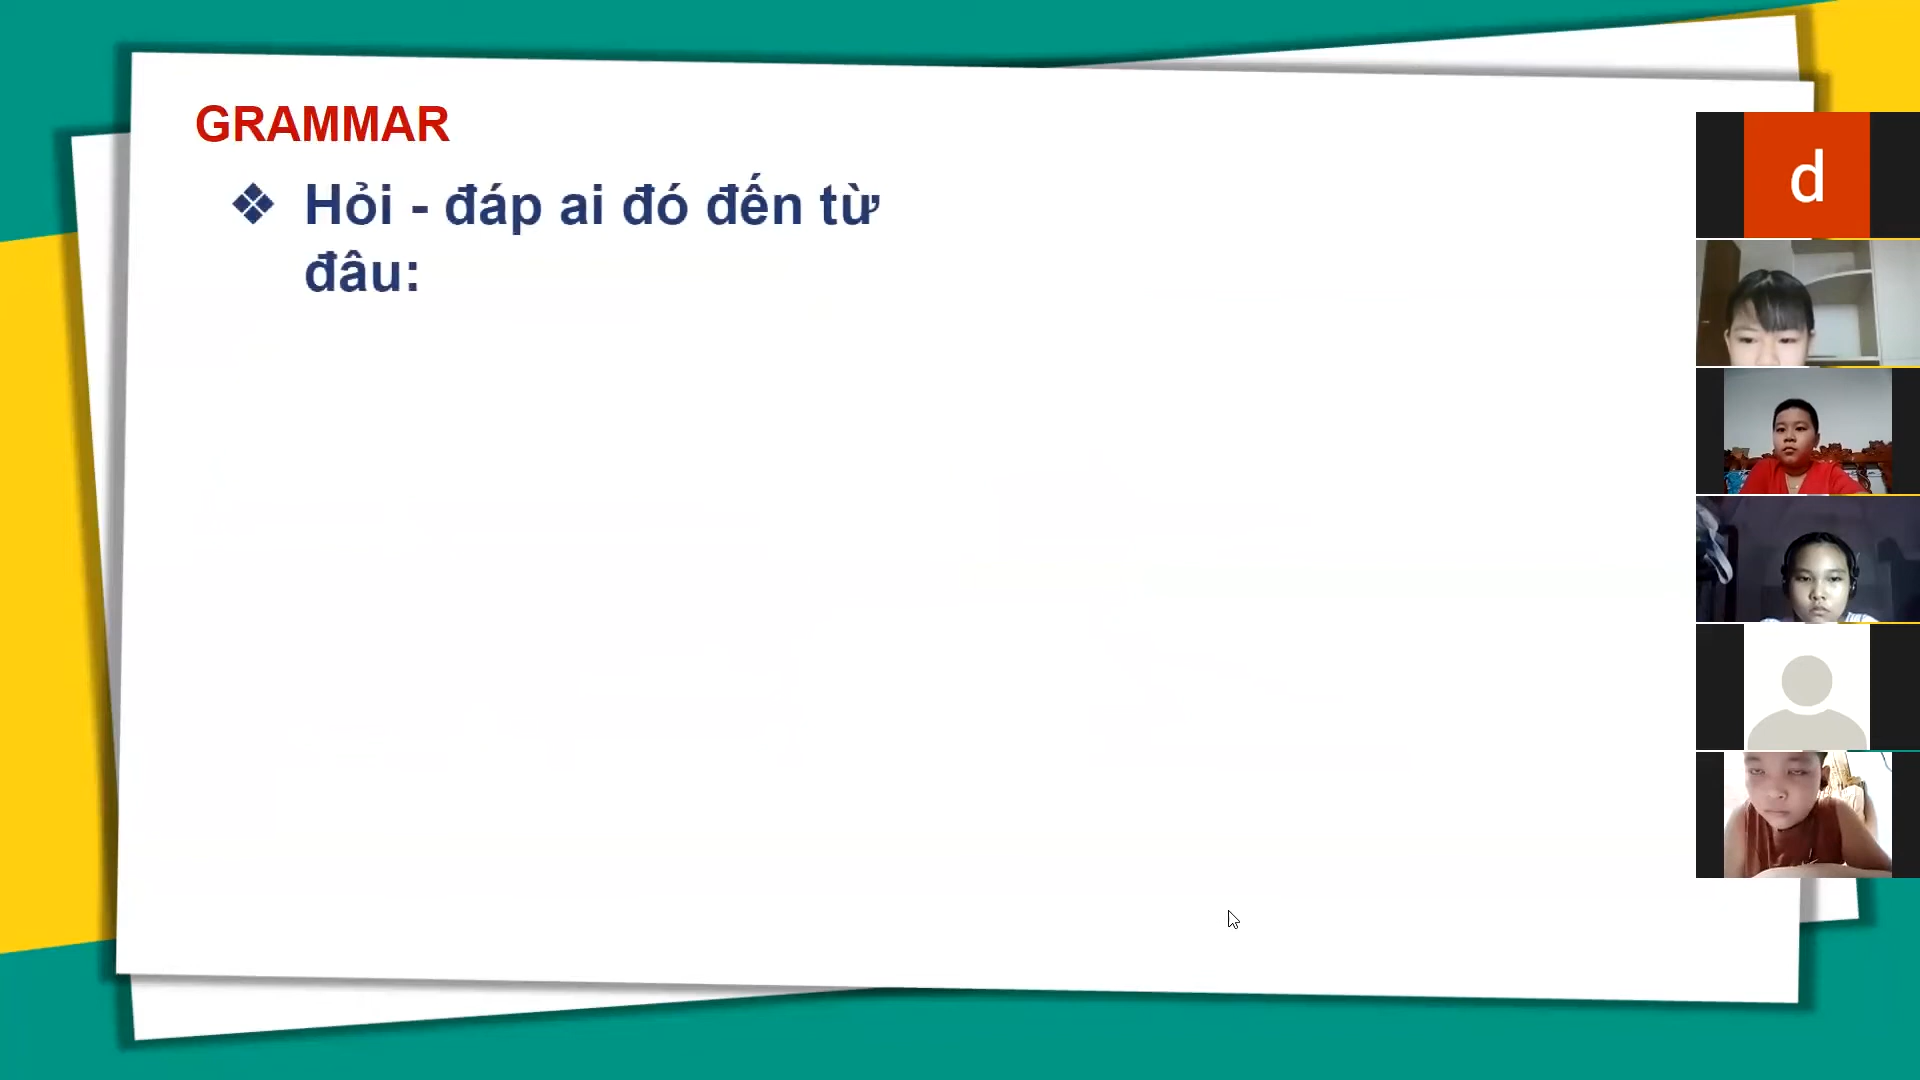 GRAMMAR
❖ Hỏi - đáp ai đó đến từ
đâu:
d